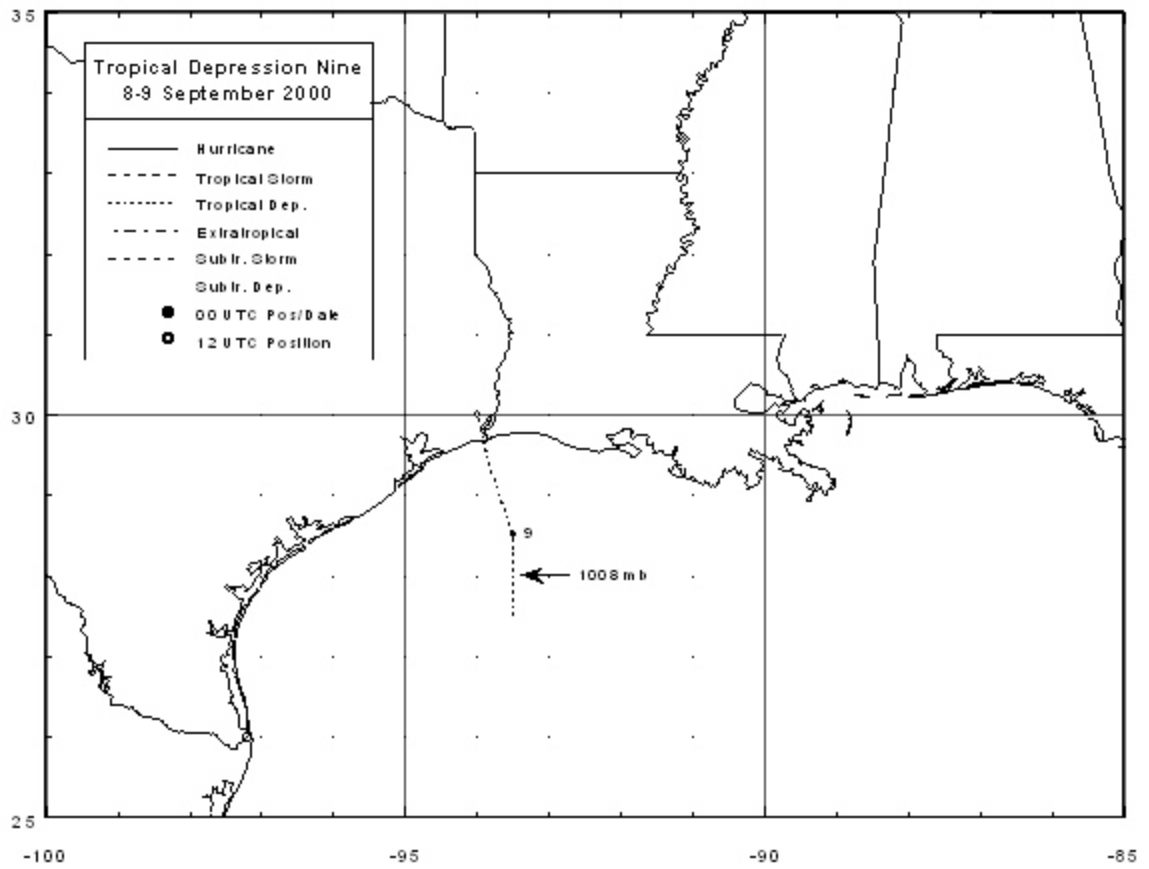 35
Tropical Depression Nine
8-9 September 2000
Hurricane
Tropical Storm
Tropical Dep.
Extratropical
Subtr. Storm
Subtr. Dep.
00 UTC Pos/Date
12 UTC Position
30
9
1008 mb
25
-100 -95 -90 -85